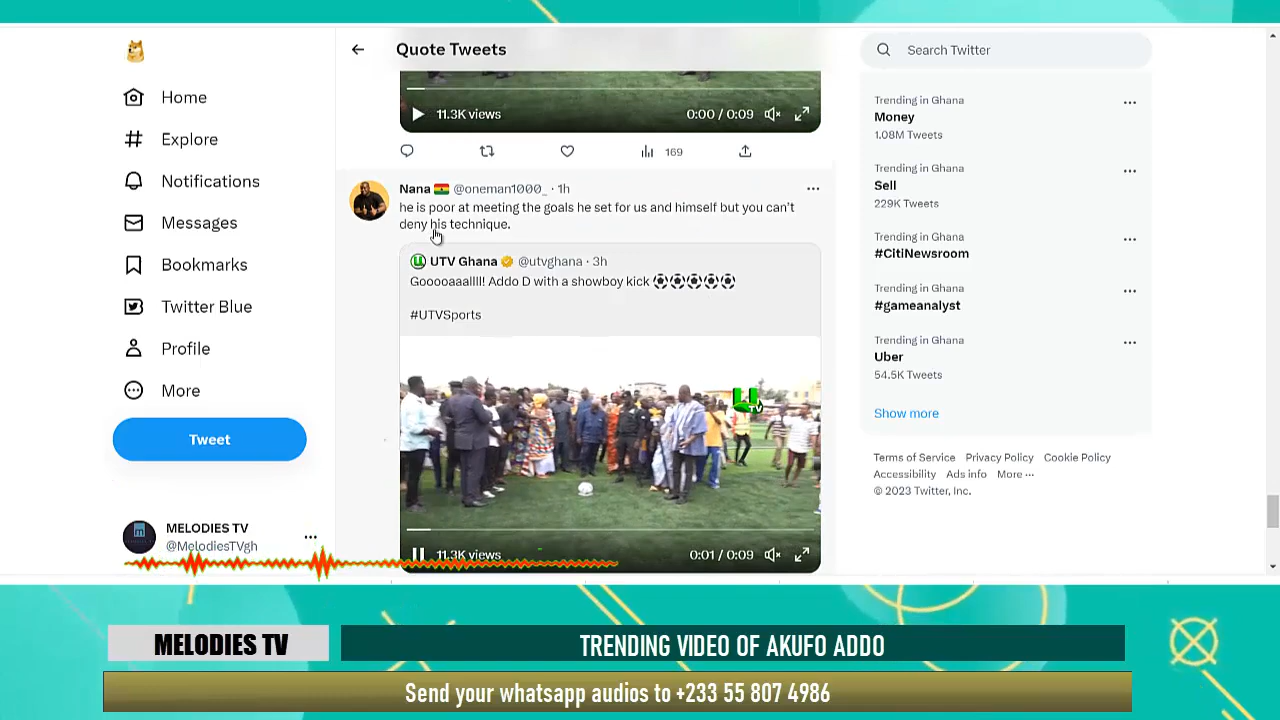 Home
Explore
Notifications
Messages
Bookmarks
Twitter Blue
Profile
More
Tweet
MELODIES TV
@MelodiesTVgh
Quote Tweets
11.3K views
0:00 / 0:09
169
Nana 🇬🇭 @oneman1000_ · 1h
he is poor at meeting the goals he set for us and himself but you can't
deny his technique.
UTV Ghana @utvghana · 3h
Gooooaaallll! Addo D with a showboy kick ⚽⚽⚽⚽⚽
#UTVSports
U TV
11.3K views
0:01 / 0:09
Search Twitter
Trending in Ghana
Money
1.08M Tweets
Trending in Ghana
Sell
229K Tweets
Trending in Ghana
#CitiNewsroom
Trending in Ghana
#gameanalyst
Trending in Ghana
Uber
54.5K Tweets
Show more
Terms of Service Privacy Policy Cookie Policy
Accessibility Ads info More ···
© 2023 Twitter, Inc.
MELODIES TV
TRENDING VIDEO OF AKUFO ADDO
Send your whatsapp audios to +233 55 807 4986